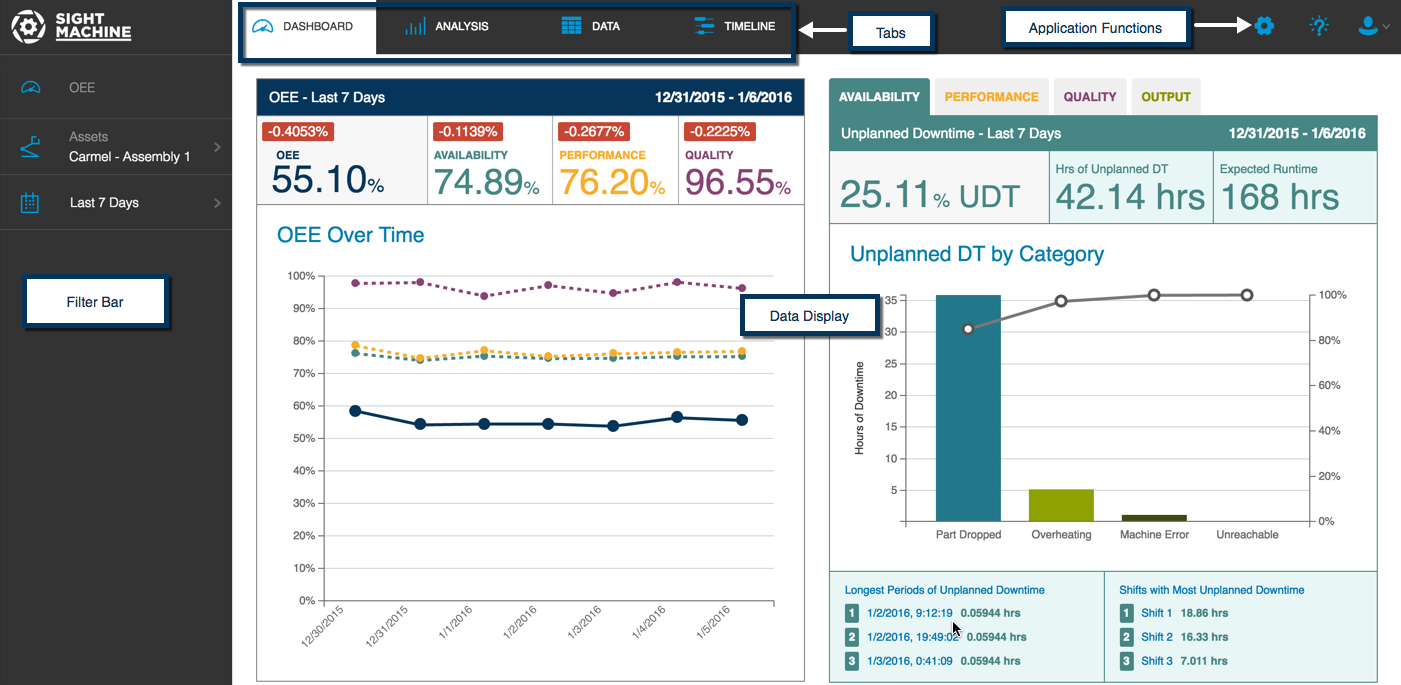 SIGHT
MACHINE
DASHBOARD
ANALYSIS
DATA
TIMELINE
Tabs
Application Functions
OEE
Assets
Carmel - Assembly 1
Last 7 Days
Filter Bar
OEE - Last 7 Days 12/31/2015 - 1/6/2016
-0.4053% -0.1139% -0.2677% -0.2225%
OEE AVAILABILITY PERFORMANCE QUALITY
55.10% 74.89% 76.20% 96.55%
OEE Over Time
100%
90%
80%
70%
60%
50%
40%
30%
20%
10%
0%
12/30/2015 12/31/2015 1/1/2016 1/2/2016 1/3/2016 1/4/2016 1/5/2016
Data Display
AVAILABILITY PERFORMANCE QUALITY OUTPUT
Unplanned Downtime - Last 7 Days 12/31/2015 - 1/6/2016
25.11% UDT
Hrs of Unplanned DT
42.14 hrs
Expected Runtime
168 hrs
Unplanned DT by Category
Hours of Downtime
35
30
25
20
15
10
5
100%
80%
60%
40%
20%
0%
Part Dropped Overheating Machine Error Unreachable
Longest Periods of Unplanned Downtime
1 1/2/2016, 9:12:19 0.05944 hrs
2 1/2/2016, 19:49:02 0.05944 hrs
3 1/3/2016, 0:41:09 0.05944 hrs
Shifts with Most Unplanned Downtime
1 Shift 1 18.86 hrs
2 Shift 2 16.33 hrs
3 Shift 3 7.011 hrs